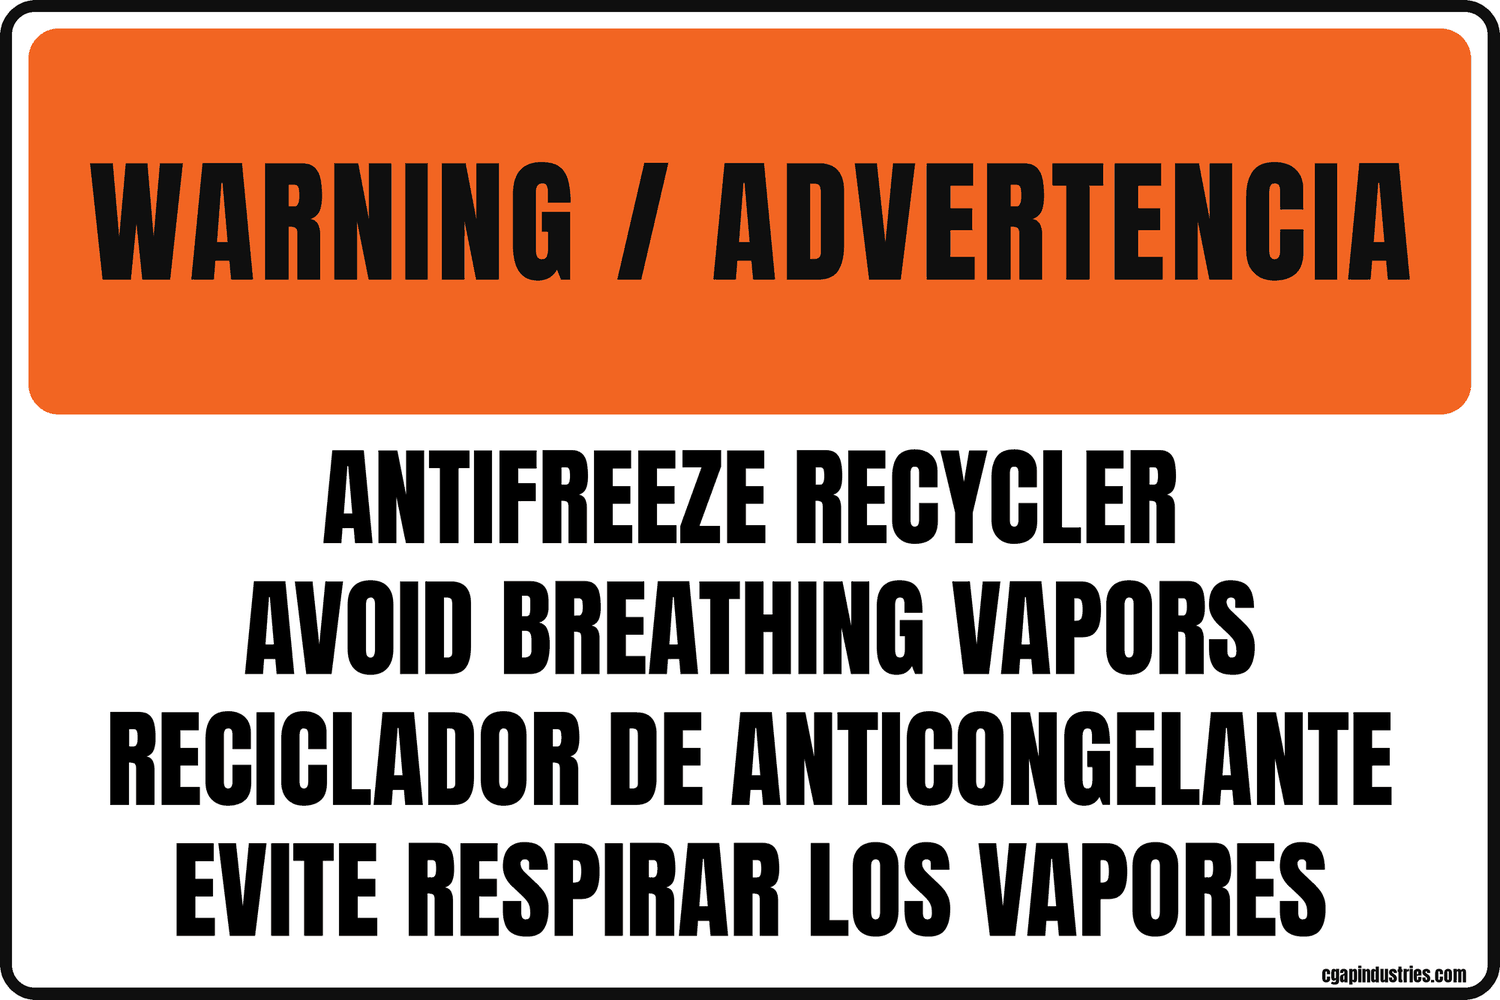 WARNING / ADVERTENCIA
ANTIFREEZE RECYCLER
AVOID BREATHING VAPORS
RECICLADOR DE ANTICONGELANTE
EVITE RESPIRAR LOS VAPORES
cgapindustries.com